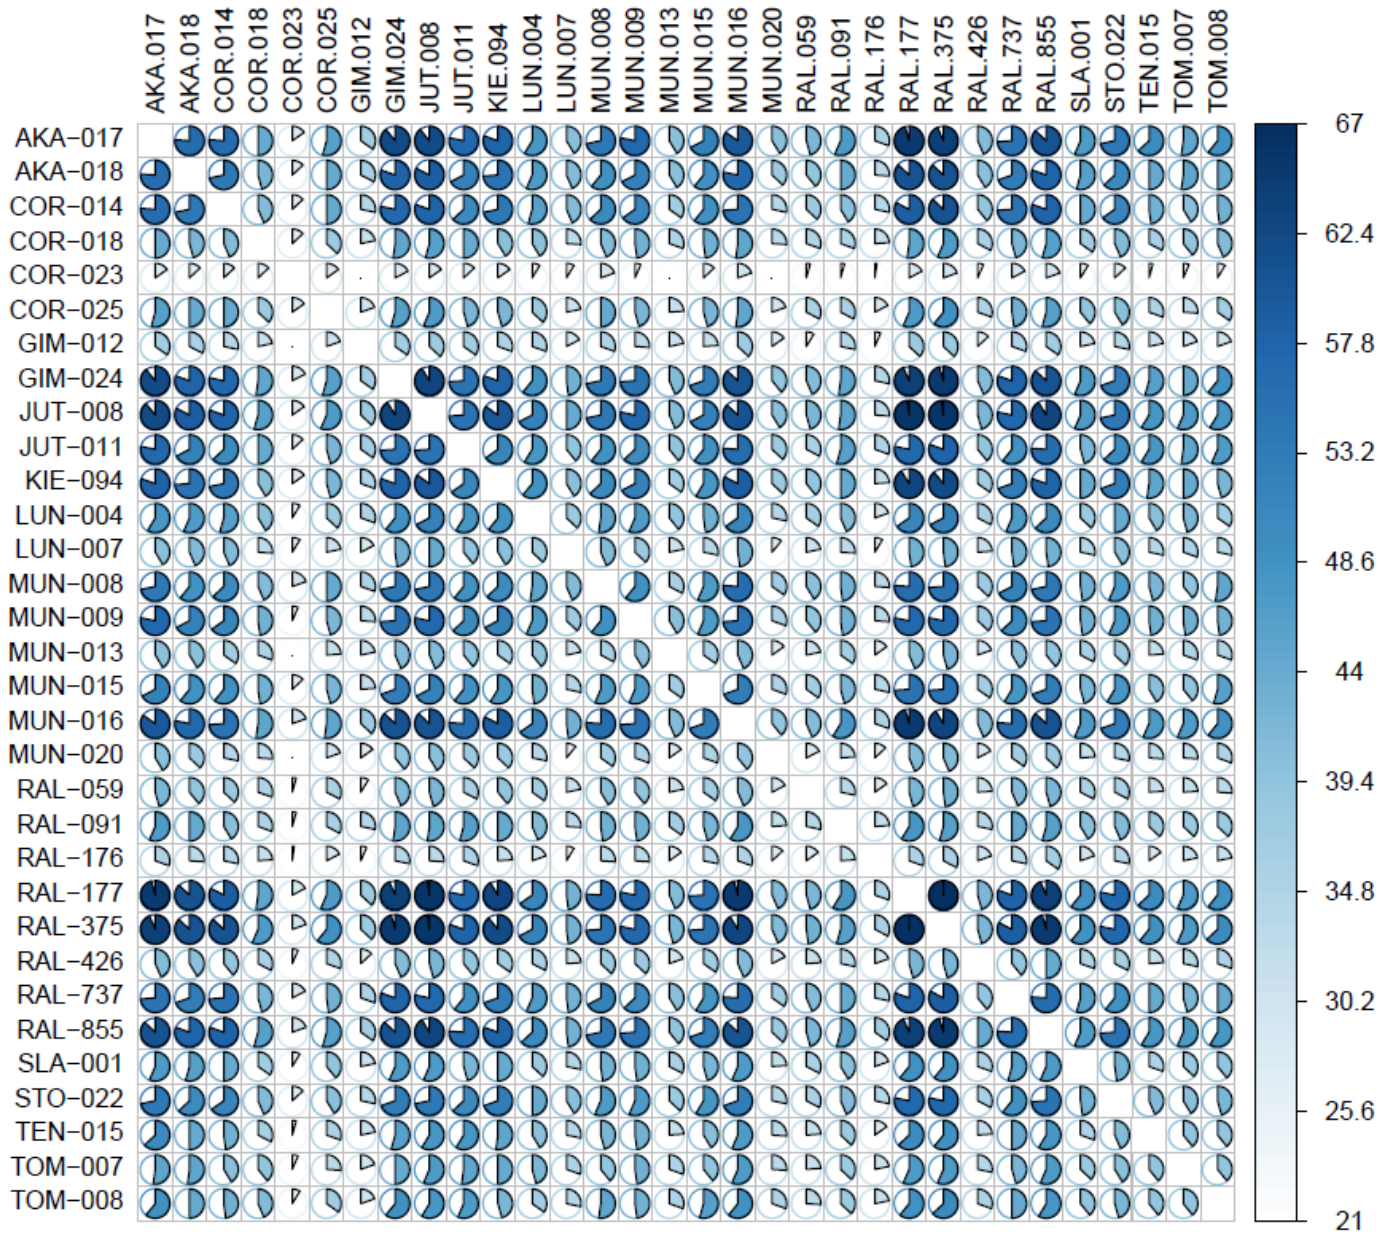 AKA.017
AKA.018
COR.014
COR.018
COR.023
COR.025
GIM.012
GIM.024
JUT.008
JUT.011
KIE.094
LUN.004
LUN.007
MUN.008
MUN.009
MUN.013
MUN.015
MUN.016
MUN.020
RAL.059
RAL.091
RAL.176
RAL.177
RAL.375
RAL.426
RAL.737
RAL.855
SLA.001
STO.022
TEN.015
TOM.007
TOM.008
AKA−017
AKA−018
COR−014
COR−018
COR−023
COR−025
GIM−012
GIM−024
JUT−008
JUT−011
KIE−094
LUN−004
LUN−007
MUN−008
MUN−009
MUN−013
MUN−015
MUN−016
MUN−020
RAL−059
RAL−091
RAL−176
RAL−177
RAL−375
RAL−426
RAL−737
RAL−855
SLA−001
STO−022
TEN−015
TOM−007
TOM−008
67
62.4
57.8
53.2
48.6
44
39.4
34.8
30.2
25.6
21